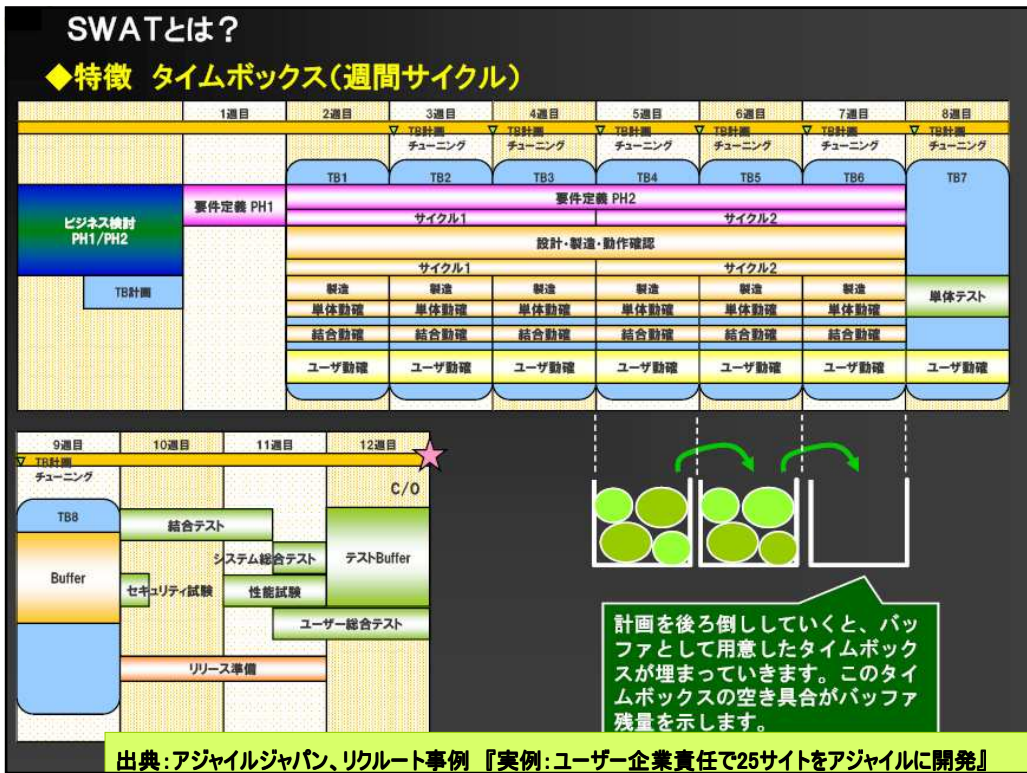 SWATとは？
◆特徴 タイムボックス（週間サイクル）
1週目 2週目 3週目 4週目 5週目 6週目 7週目 8週目
TB計画 TB計画 TB計画 TB計画 TB計画 TB計画
チューニング チューニング チューニング チューニング チューニング チューニング
TB1 TB2 TB3 TB4 TB5 TB6 TB7
ビジネス検討
PH1/PH2
要件定義 PH1
要件定義 PH2
サイクル1 サイクル2
設計・製造・動作確認
サイクル1 サイクル2
TB計画
製造 製造 製造 製造 製造 製造
単体テスト
単体動確 単体動確 単体動確 単体動確 単体動確 単体動確
結合動確 結合動確 結合動確 結合動確 結合動確 結合動確
ユーザ動確 ユーザ動確 ユーザ動確 ユーザ動確 ユーザ動確 ユーザ動確 ユーザ動確
9週目 10週目 11週目 12週目
TB計画
チューニング
C/O
TB8
結合テスト
システム総合テスト
テストBuffer
Buffer
セキュリティ試験
性能試験
ユーザー総合テスト
リリース準備
計画を後ろ倒ししていくと、バッ
ファとして用意したタイムボック
スが埋まっていきます。このタイ
ムボックスの空き具合がバッファ
残量を示します。
出典：アジャイルジャパン、リクルート事例 『実例：ユーザー企業責任で25サイトをアジャイルに開発』